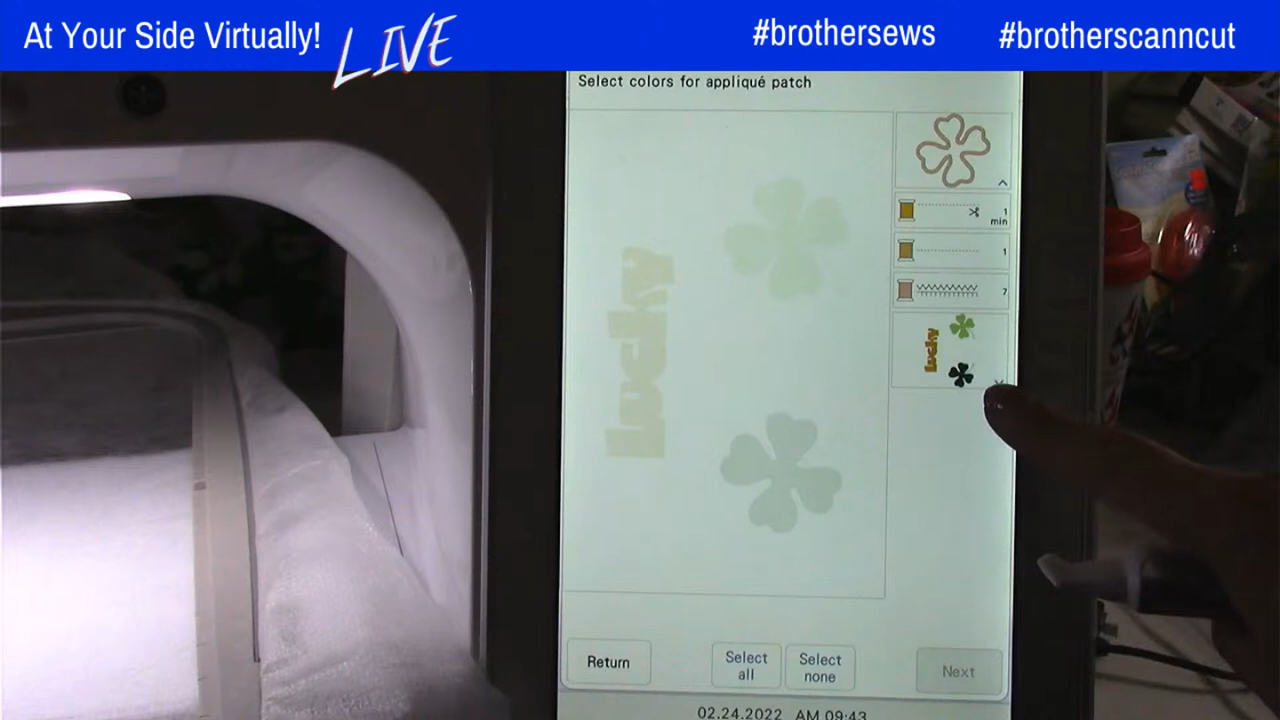 At Your Side Virtually! LIVE
#brothersews
#brotherscanncut
Select colors for appliqué patch
1
min
1
7
lucky
lucky
Return
Select
all
Select
none
Next
02.24.2022 AM 09:43